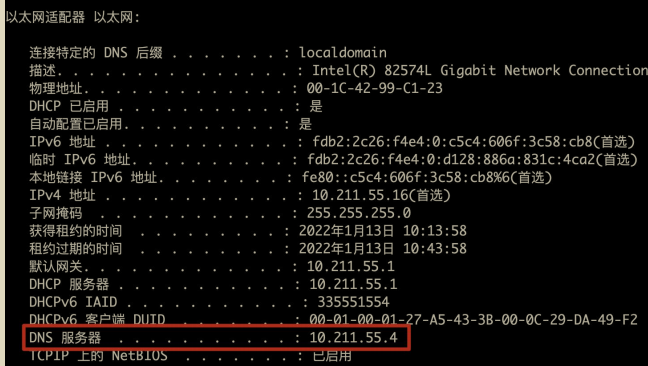 以太网适配器 以太网:
连接特定的 DNS 后缀 . . . . . . . : localdomain
描述. . . . . . . . . . . . . . . : Intel(R) 82574L Gigabit Network Connection
物理地址. . . . . . . . . . . . . : 00-1C-42-99-C1-23
DHCP 已启用 . . . . . . . . . . . : 是
自动配置已启用. . . . . . . . . . : 是
IPv6 地址 . . . . . . . . . . . . : fdb2:2c26:f4e4:0:c5c4:606f:3c58:cb8(首选)
临时 IPv6 地址. . . . . . . . . . : fdb2:2c26:f4e4:0:d128:886a:831c:4ca2(首选)
本地链接 IPv6 地址. . . . . . . . : fe80::c5c4:606f:3c58:cb8%6(首选)
IPv4 地址 . . . . . . . . . . . . : 10.211.55.16(首选)
子网掩码  . . . . . . . . . . . . : 255.255.255.0
获得租约的时间  . . . . . . . . . : 2022年1月13日 10:13:58
租约过期的时间  . . . . . . . . . : 2022年1月13日 10:43:58
默认网关. . . . . . . . . . . . . : 10.211.55.1
DHCP 服务器 . . . . . . . . . . . : 10.211.55.1
DHCPv6 IAID . . . . . . . . . . . : 335551554
DHCPv6 客户端 DUID  . . . . . . . : 00-01-00-01-27-A5-43-3B-00-0C-29-DA-49-F2
DNS 服务器  . . . . . . . . . . . : 10.211.55.4
TCPIP 上的 NetBIOS  . . . . . . . : 已启用